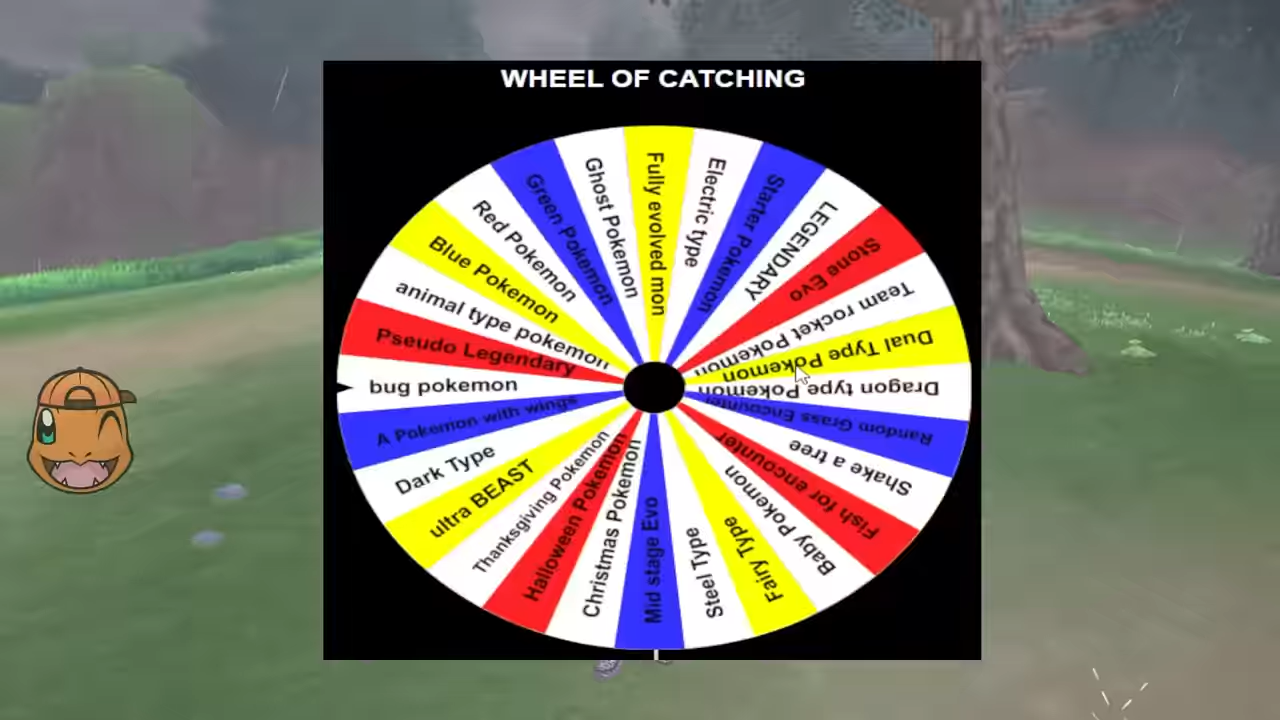 WHEEL OF CATCHING
Fully evolved mon
Electric type
Starter Pokemon
LEGENDARY
Stone Evo
Team rocket Pokemon
Dual Type Pokemon
Dragon type Pokemon
Random Grass Encounter
Shake a tree
Fish for encounter
Baby Pokemon
Fairy Type
Steel Type
Mid stage Evo
Christmas Pokemon
Halloween Pokemon
Thanksgiving Pokemon
ultra BEAST
Dark Type
A Pokemon with wings
bug pokemon
Pseudo Legendary
animal type pokemon
Blue Pokemon
Red Pokemon
Green Pokemon
Ghost Pokemon